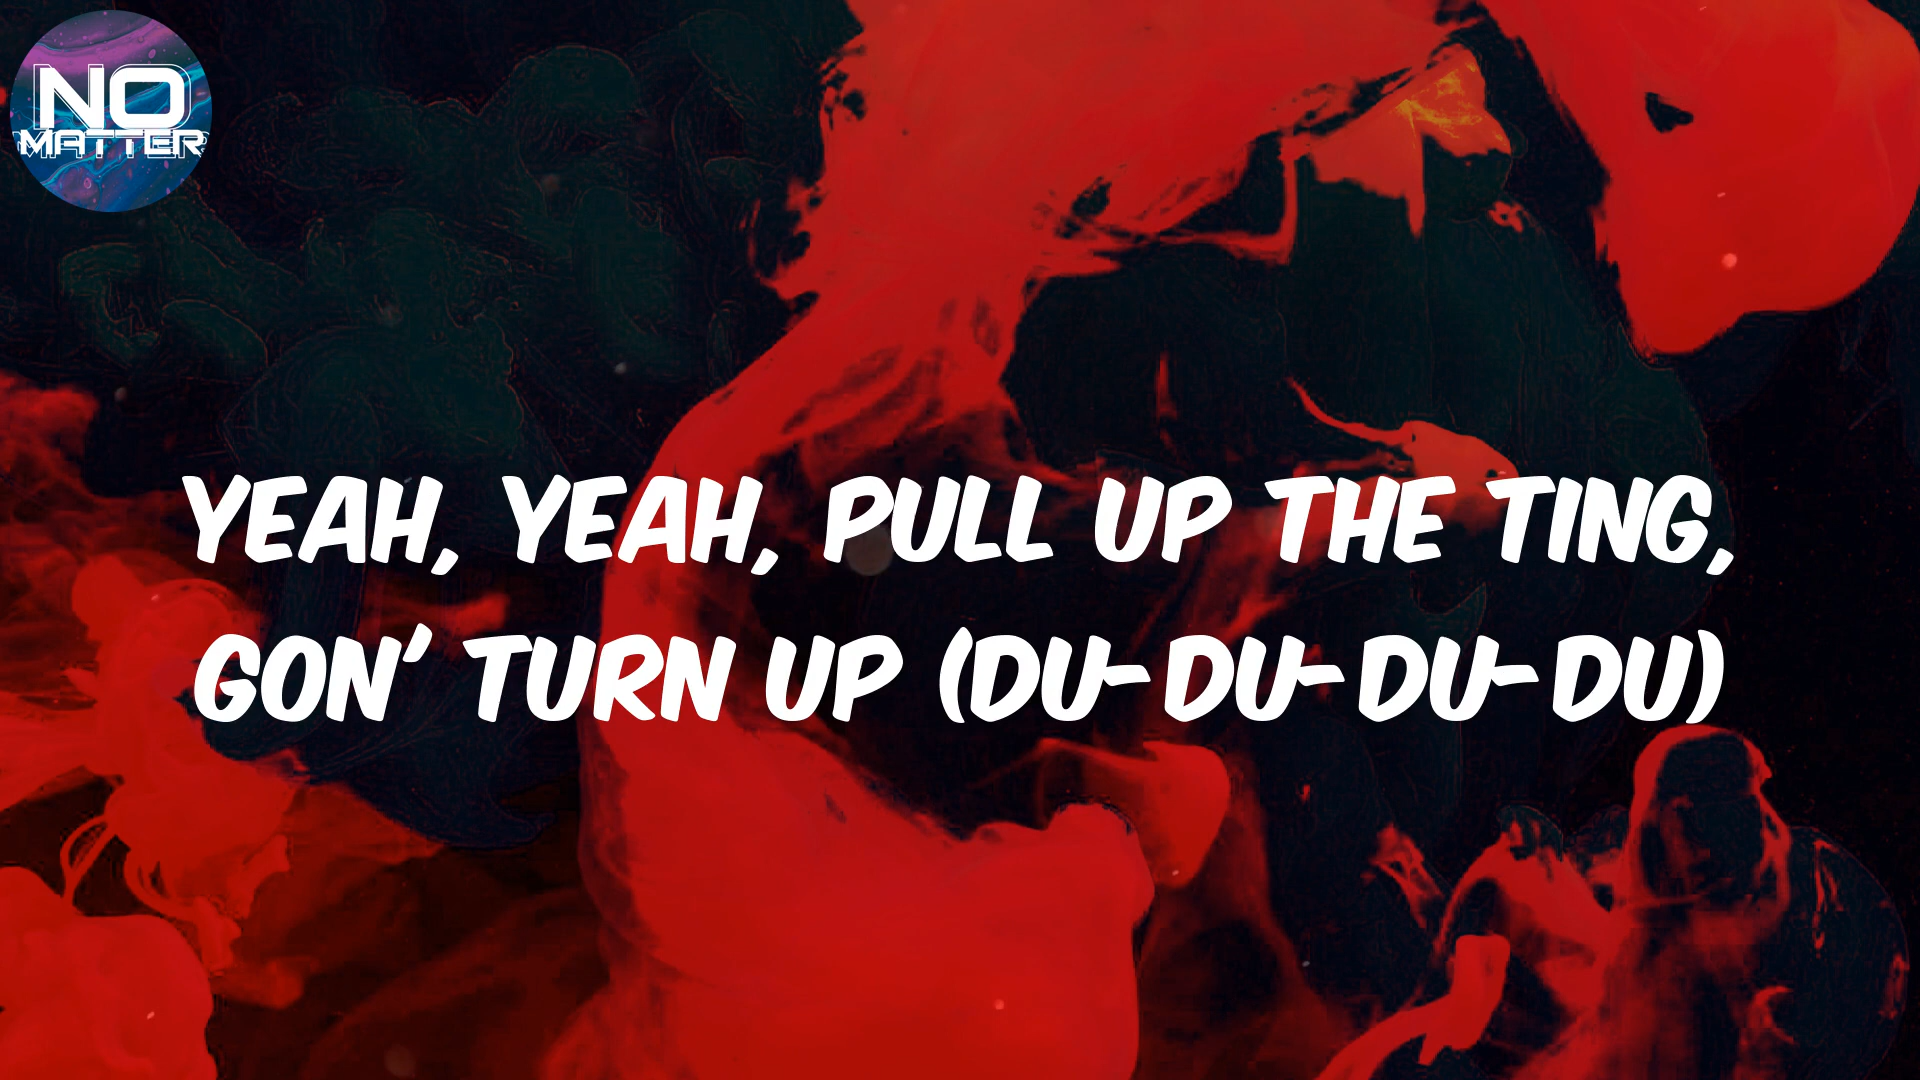 NO
MATTER
YEAH, YEAH, PULL UP THE TING,
GON' TURN UP (DU-DU-DU-DU)